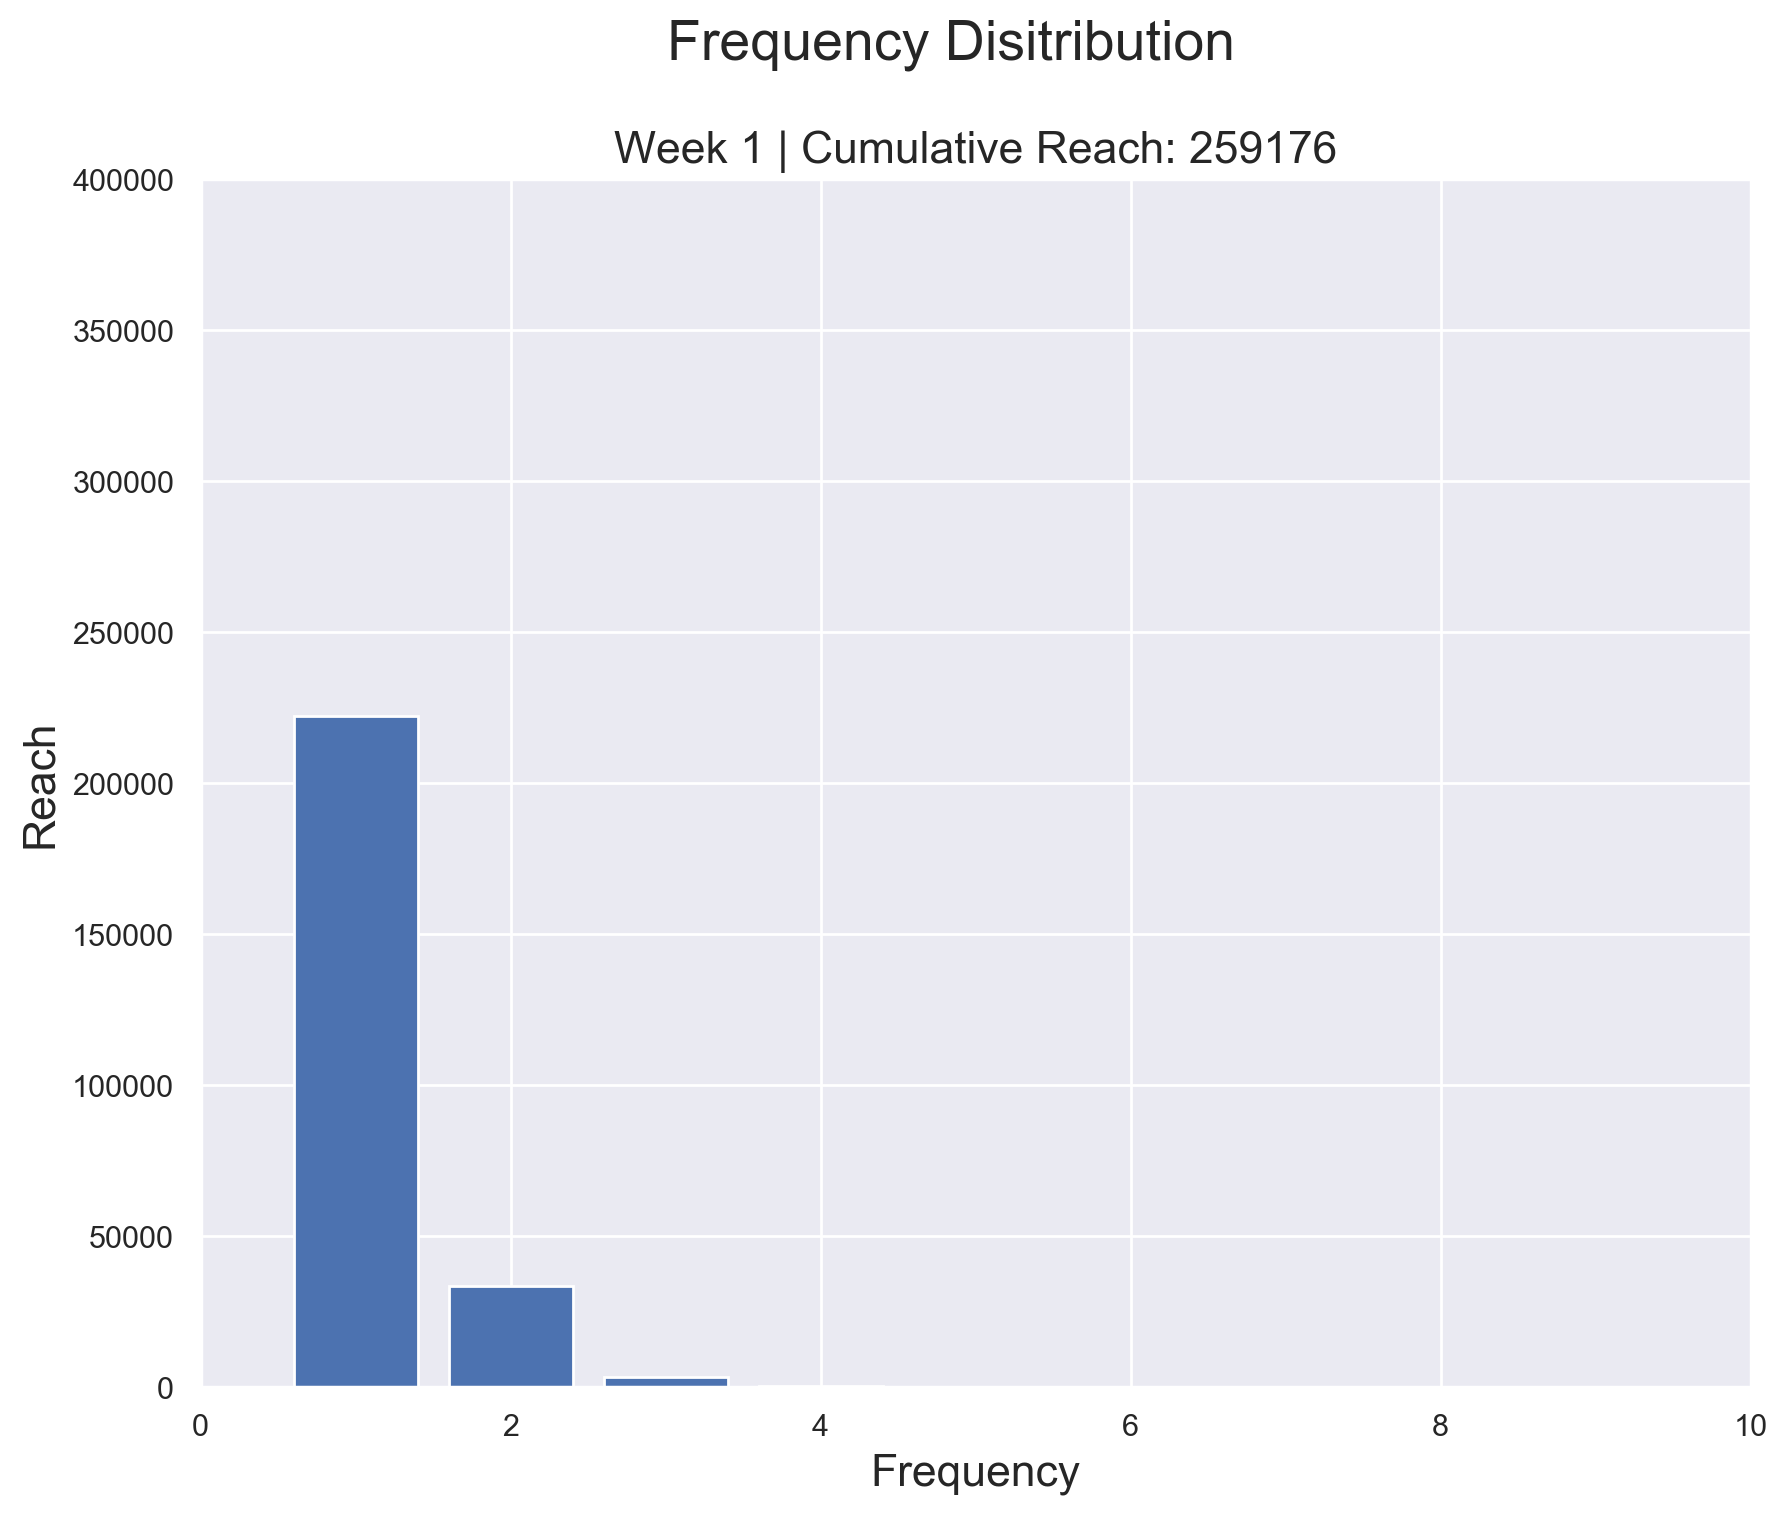 Frequency Disitribution
Week 1 | Cumulative Reach: 259176
400000
350000
300000
250000
200000
150000
100000
50000
0
Reach
0 2 4 6 8 10
Frequency